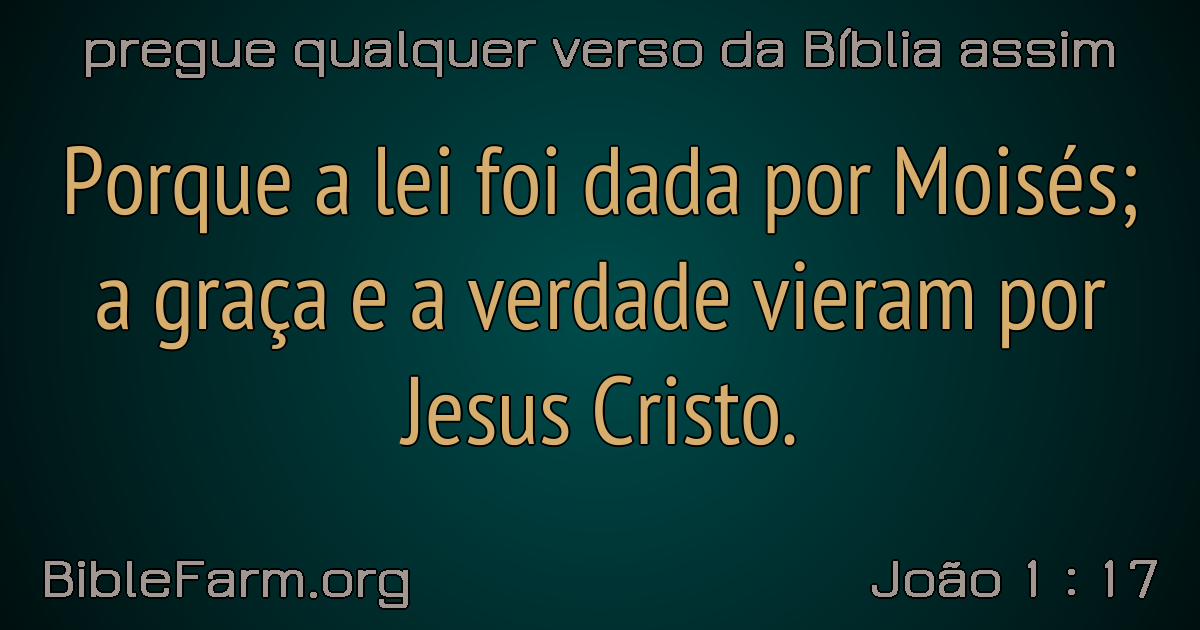 pregue qualquer verso da Bíblia assim
Porque a lei foi dada por Moisés;
a graça e a verdade vieram por
Jesus Cristo.
BibleFarm.org
João 1 : 17